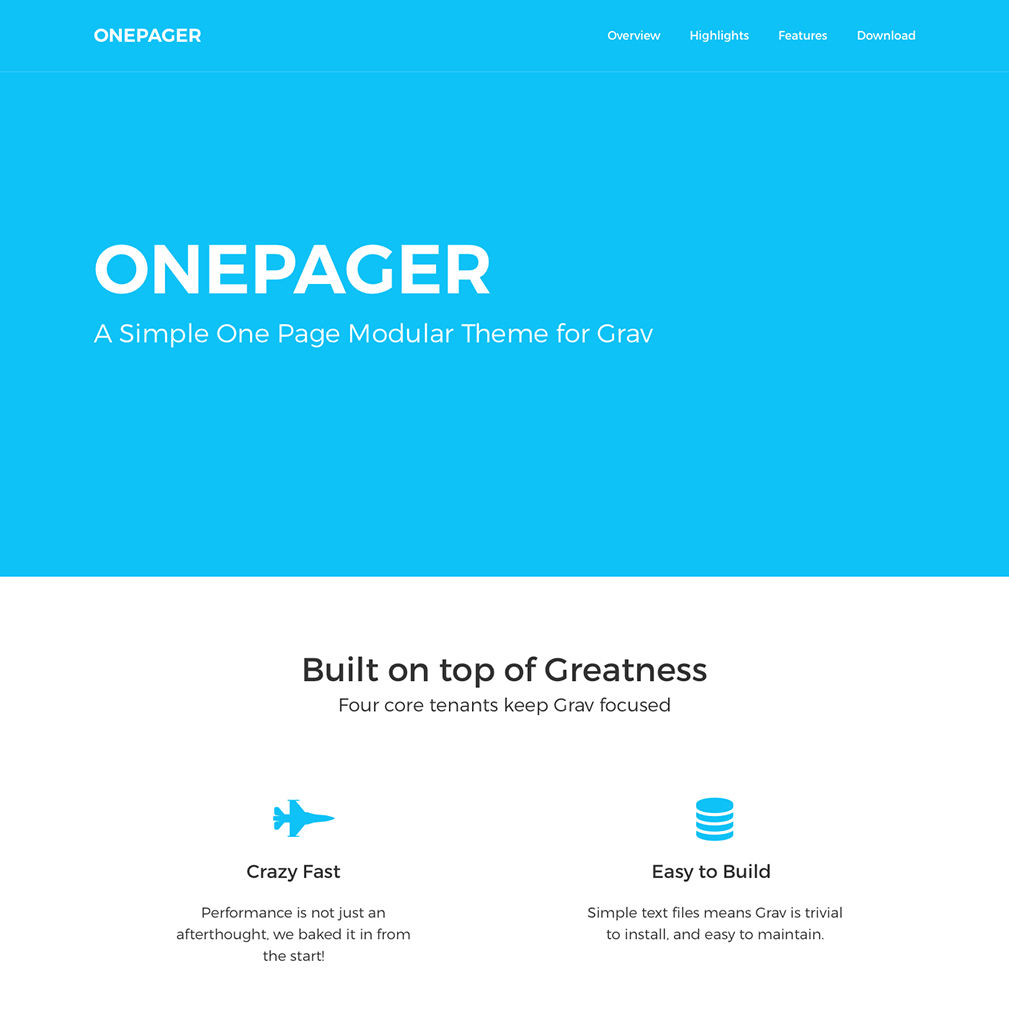 ONEPAGER
Overview Highlights Features Download
ONEPAGER
A Simple One Page Modular Theme for Grav
Built on top of Greatness
Four core tenants keep Grav focused
Crazy Fast
Performance is not just an
afterthought, we baked it in from
the start!
Easy to Build
Simple text files means Grav is trivial
to install, and easy to maintain.